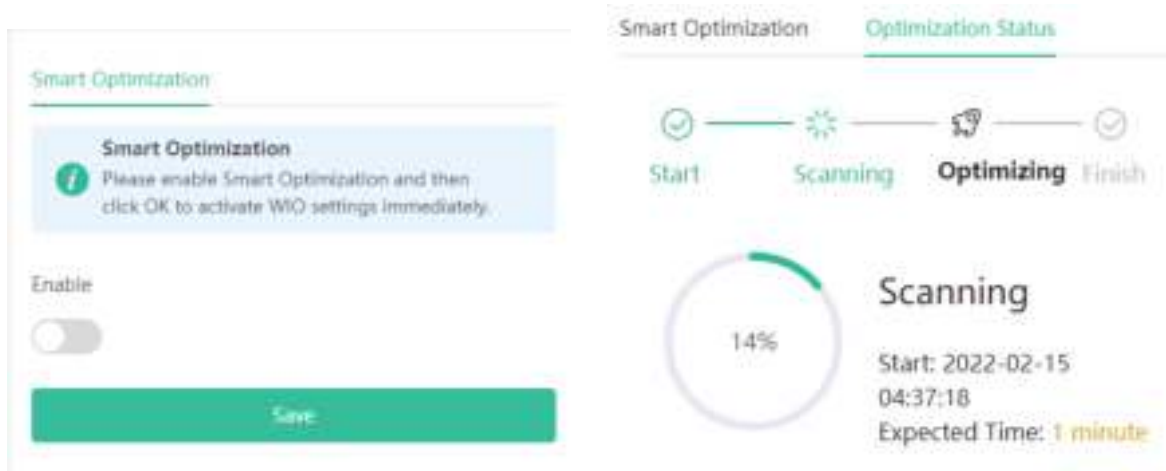 Smart Optimization
Smart Optimization
Please enable Smart Optimization and then
click OK to activate WIO settings immediately.
Enable
Save
Smart Optimization Optimization Status
Start Scanning Optimizing Finish
14%
Scanning
Start: 2022-02-15
04:37:18
Expected Time: 1 minute